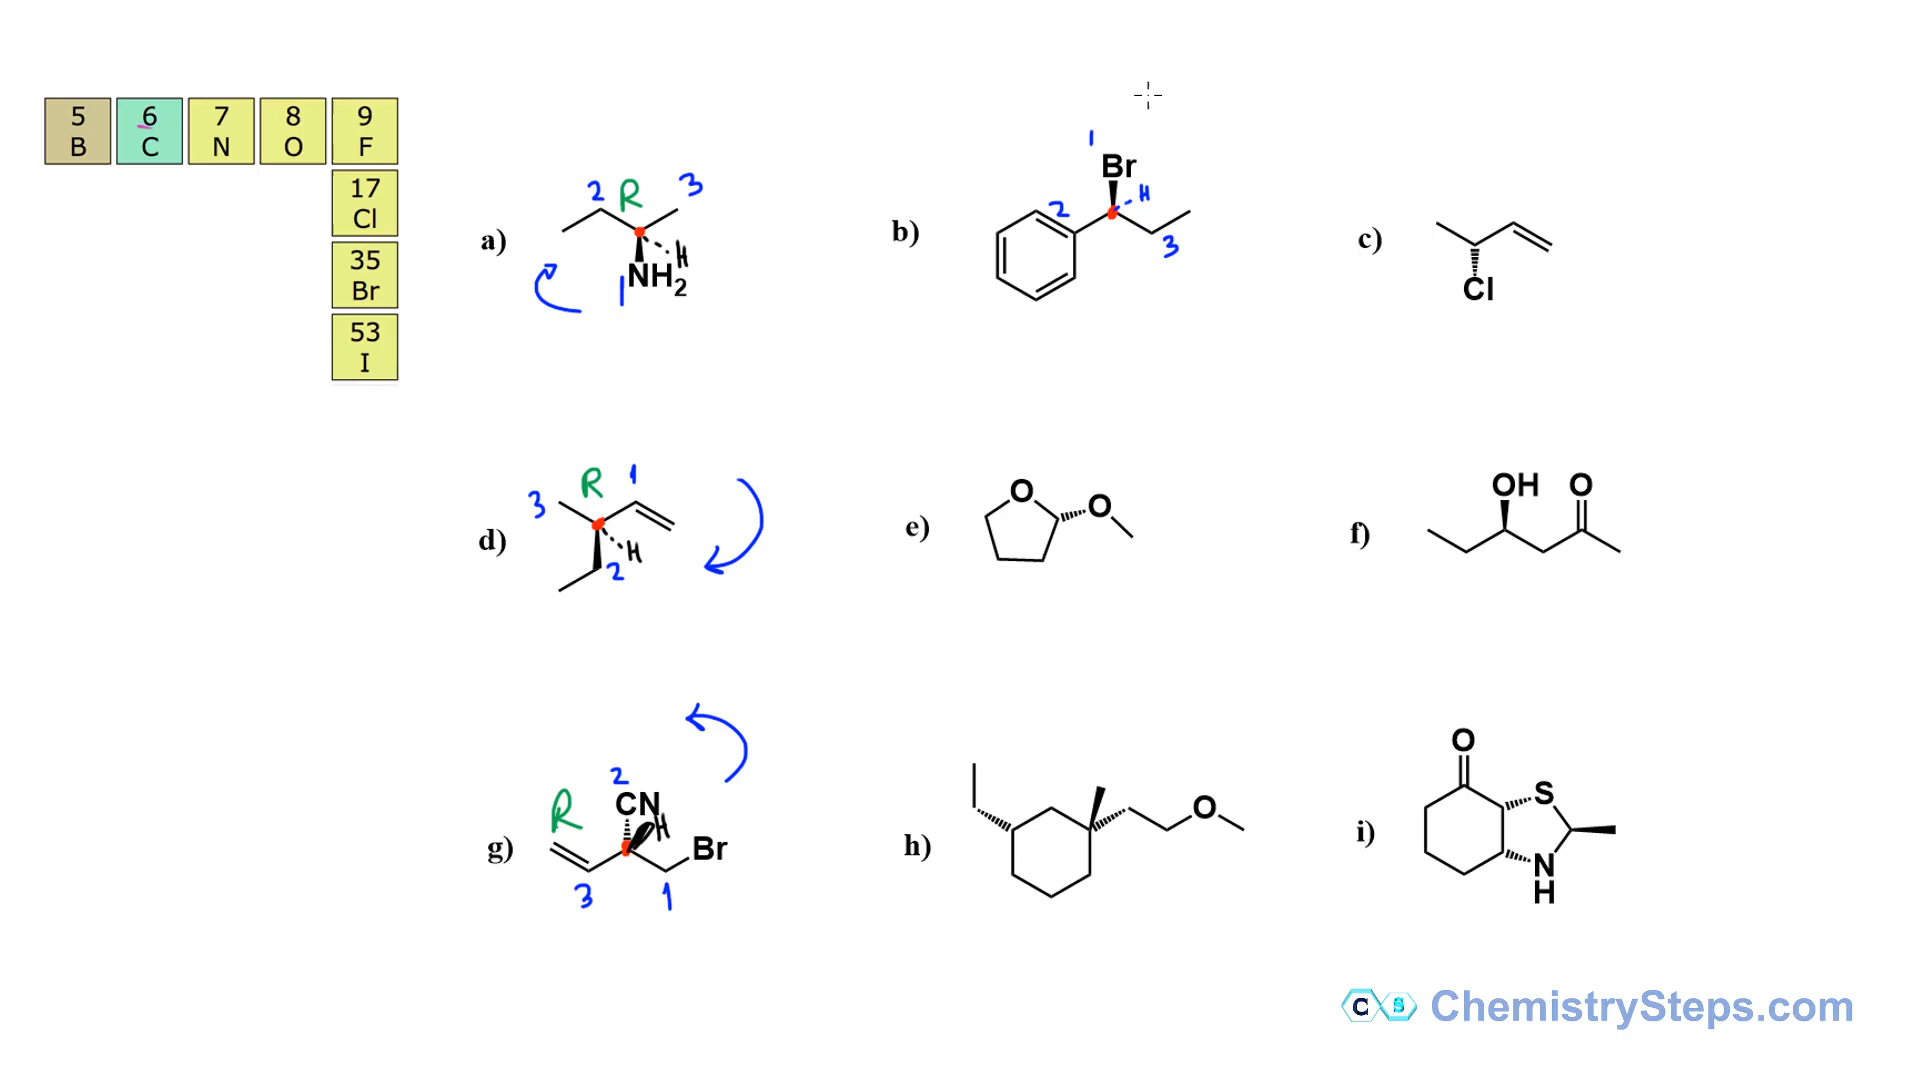 5 6 7 8 9
B C N O F
17
Cl
35
Br
53
I
a) 2 R 3
H
1 NH2
b) 1
Br
H
2
3
c) Cl
d) 3 R 1
H
2
e) O O
f) OH O
g) R 2
CN
H
Br
3 1
h) O
i) O
S
N
H
C S ChemistrySteps.com